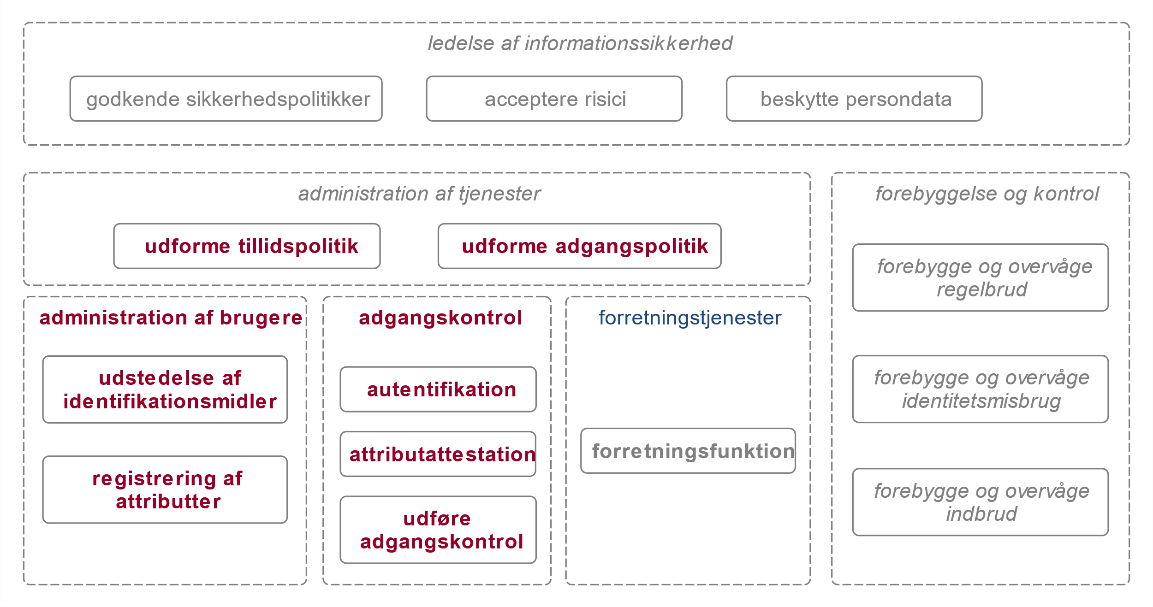 ledelse af informationssikkerhed
godkende sikkerhedspolitikker
acceptere risici
beskytte persondata
administration af tjenester
udforme tillidspolitik
udforme adgangspolitik
administration af brugere
udstedelse af
identifikationsmidler
registrering af
attributter
adgangskontrol
autentifikation
attributattestation
udføre
adgangskontrol
forretningstjenester
forretningsfunktion
forebyggelse og kontrol
forebygge og overvåge
regelbrud
forebygge og overvåge
identitetsmisbrug
forebygge og overvåge
indbrud